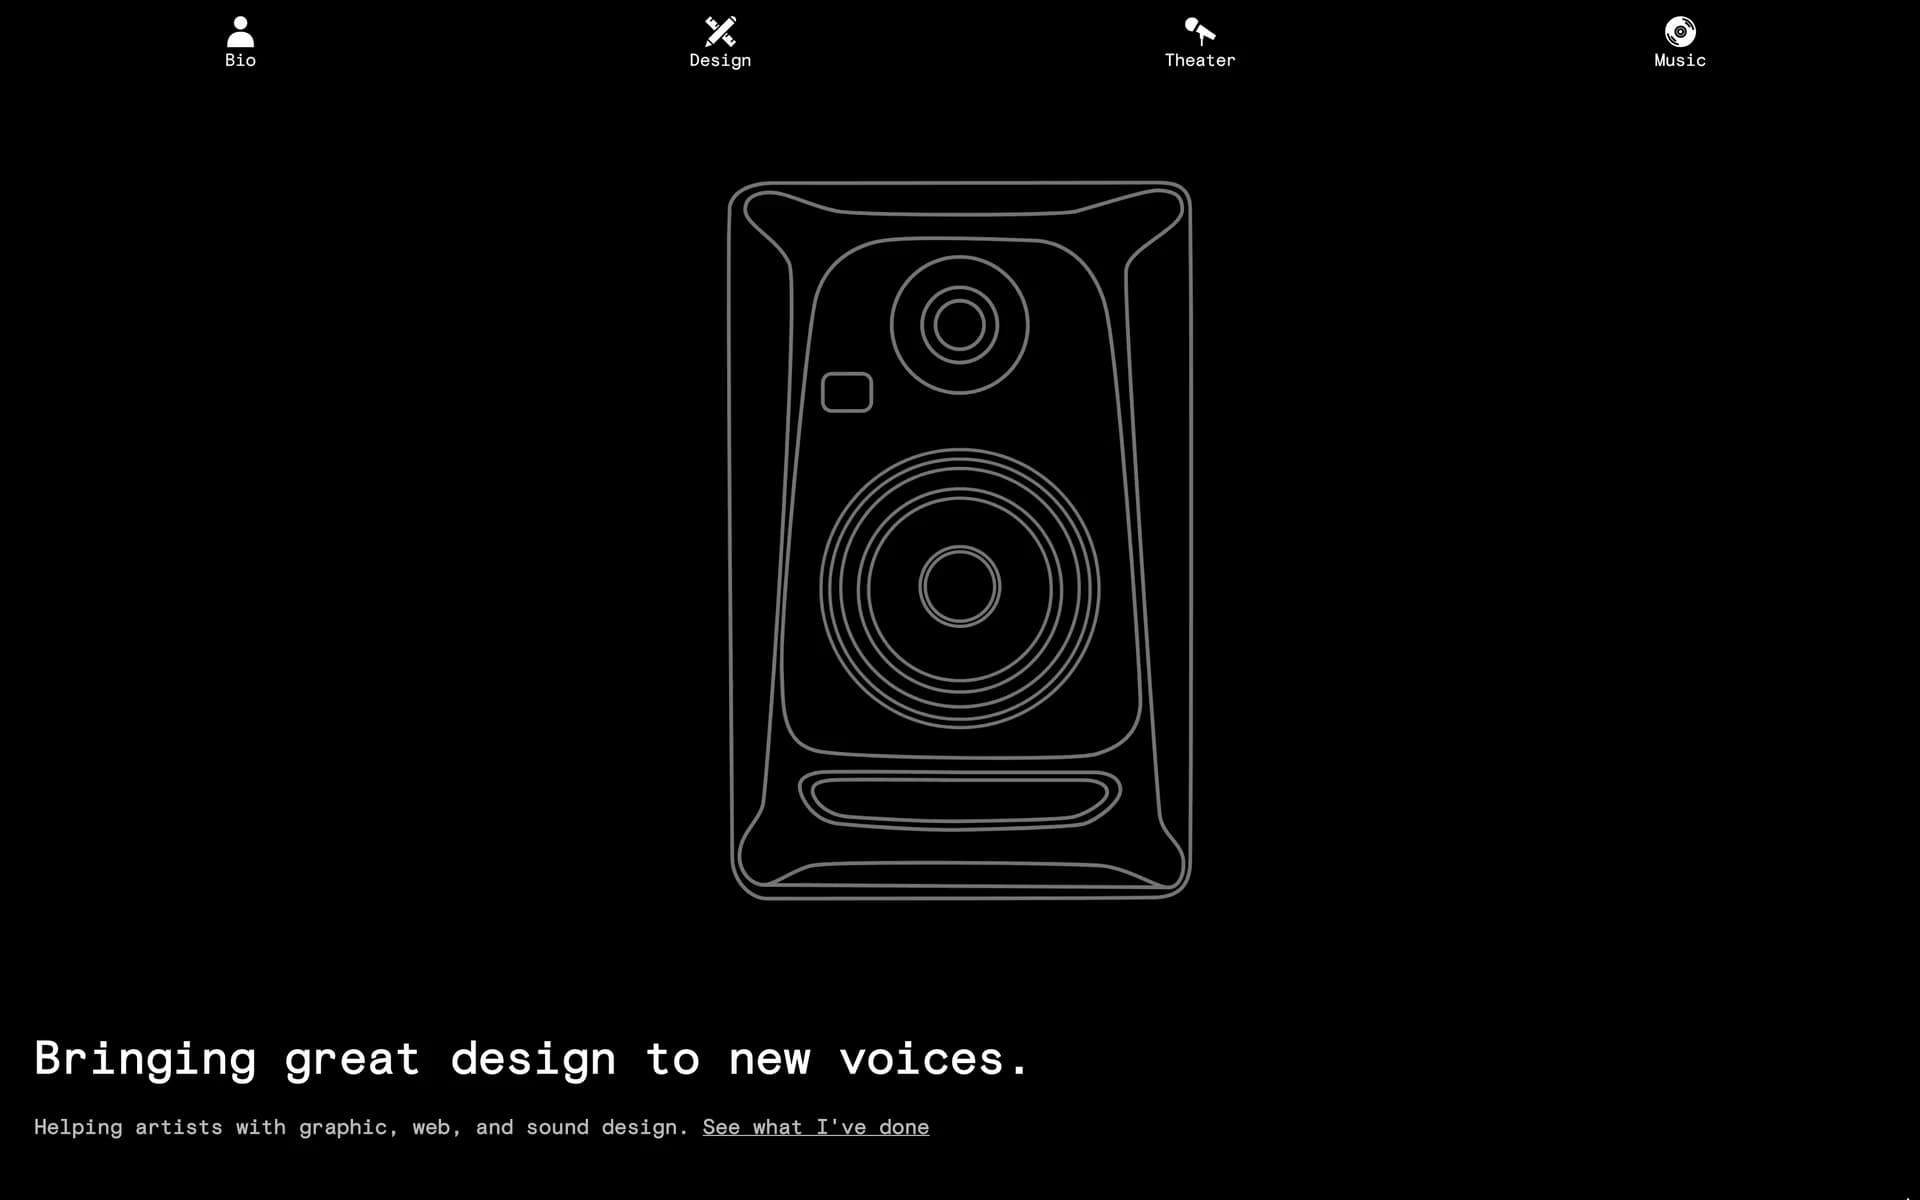 Bio
Design
Theater
Music
Bringing great design to new voices.
Helping artists with graphic, web, and sound design. See what I've done